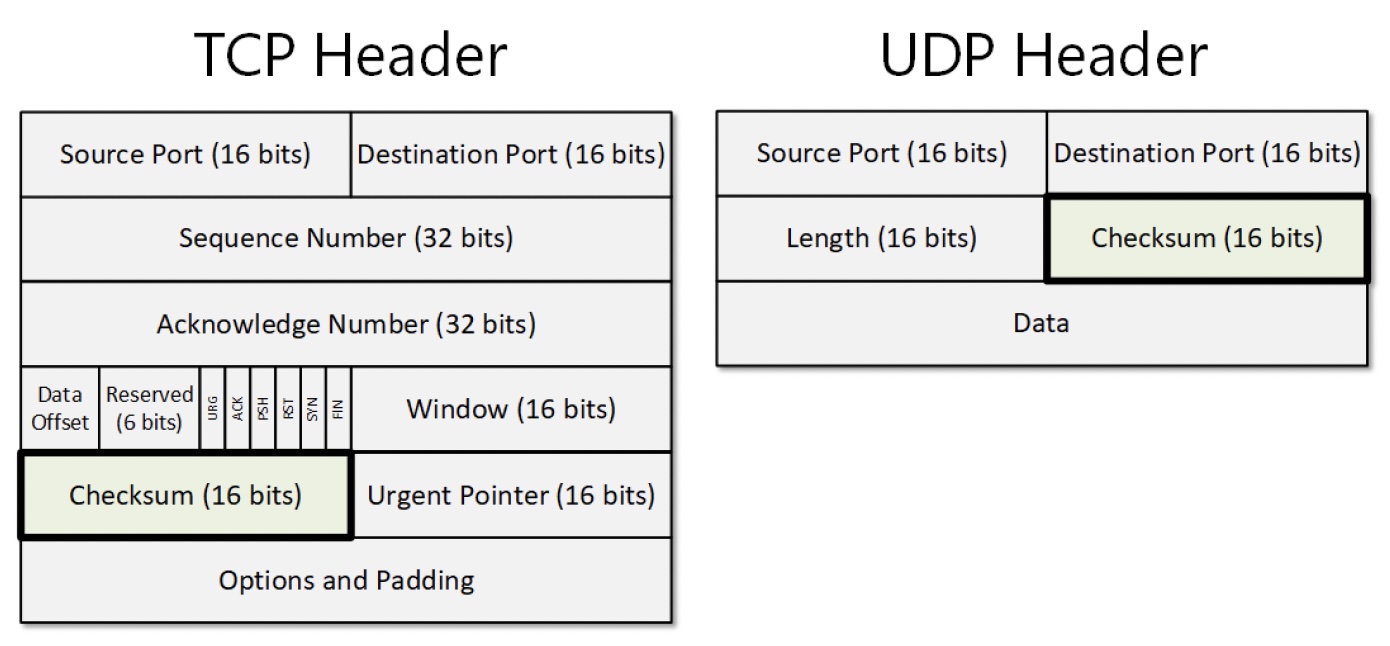 TCP Header
Source Port (16 bits)
Destination Port (16 bits)
Sequence Number (32 bits)
Acknowledge Number (32 bits)
Data
Offset
Reserved
(6 bits)
URG
ACK
PSH
RST
SYN
FIN
Window (16 bits)
Checksum (16 bits)
Urgent Pointer (16 bits)
Options and Padding
UDP Header
Source Port (16 bits)
Destination Port (16 bits)
Length (16 bits)
Checksum (16 bits)
Data